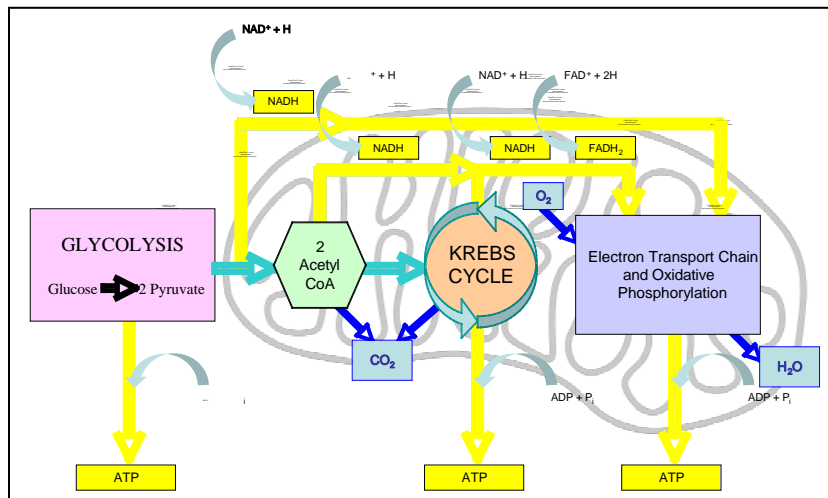 NAD⁺ + H
⁺ + H
NAD⁺ + H
FAD⁺ + 2H
NADH
NADH
NADH
FADH₂
O₂
GLYCOLYSIS
Glucose
2 Pyruvate
2
Acetyl
CoA
KREBS
CYCLE
Electron Transport Chain
and Oxidative
Phosphorylation
CO₂
H₂O
i
ADP + Pᵢ
ADP + Pᵢ
ATP
ATP
ATP